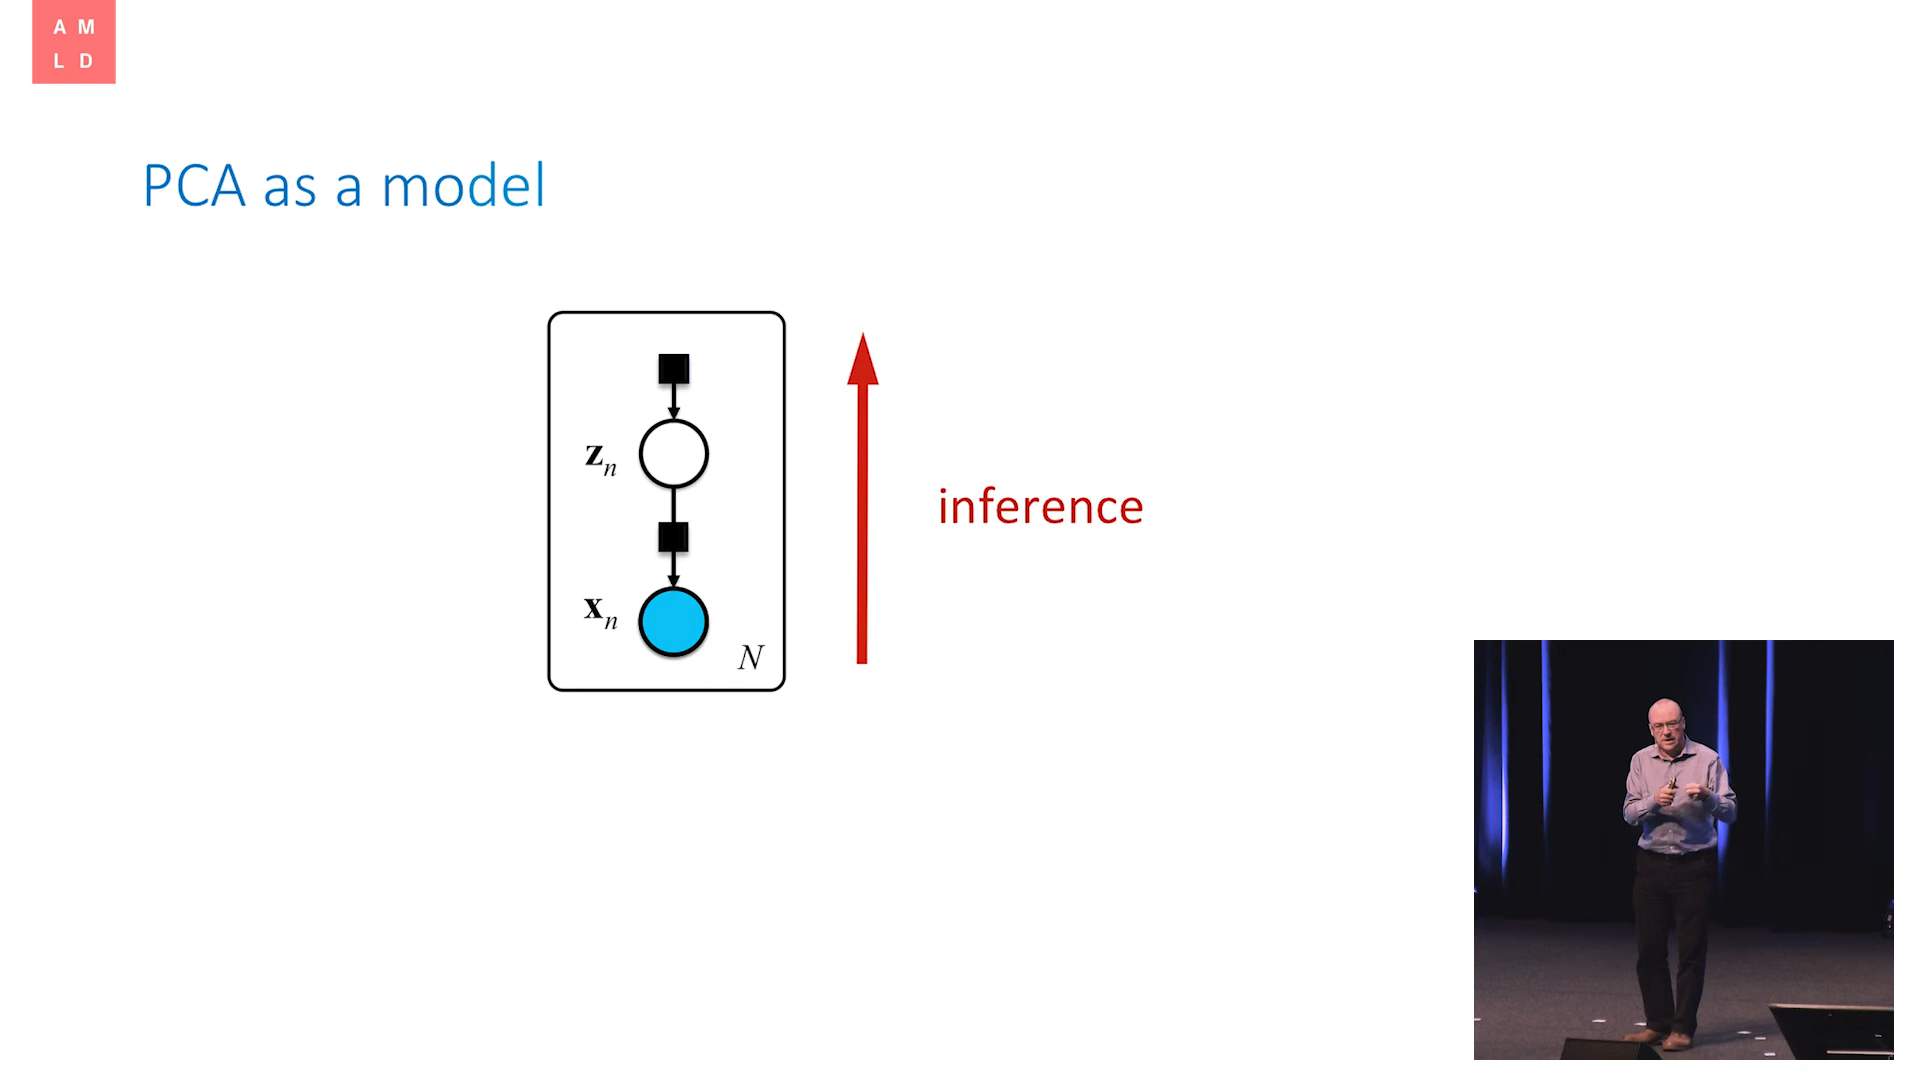 A M
L D
PCA as a model
zn
inference
xn
N